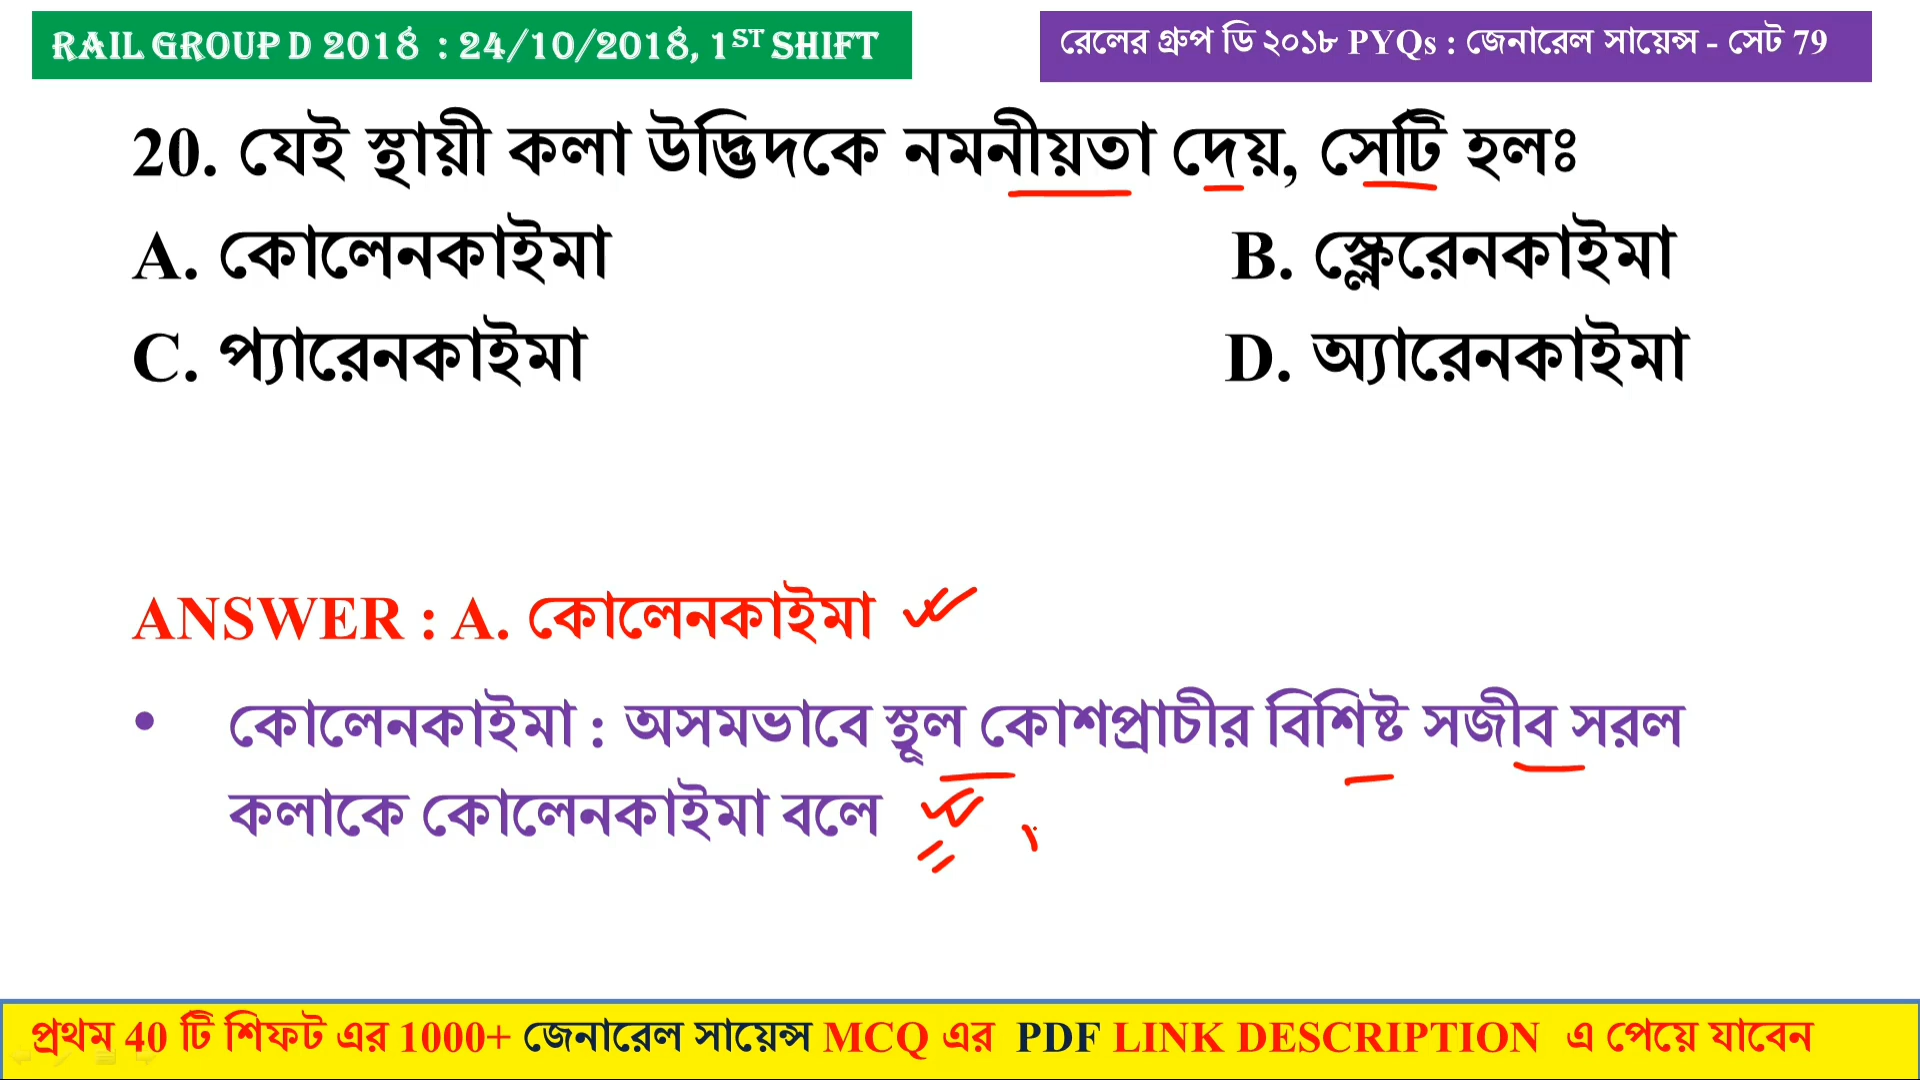 RAIL GROUP D 2018 : 24/10/2018, 1ST SHIFT
রেলের গ্রুপ ডি ২০১৮ PYQs : জেনারেল সায়েন্স - সেট 79
20. যেই স্থায়ী কলা উদ্ভিদকে নমনীয়তা দেয়, সেটি হলঃ
A. কোলেনকাইমা
B. স্ক্লেরেনকাইমা
C. প্যারেনকাইমা
D. অ্যারেনকাইমা
ANSWER : A. কোলেনকাইমা
• কোলেনকাইমা : অসমভাবে স্থূল কোশপ্রাচীর বিশিষ্ট সজীব সরল
কলাকে কোলেনকাইমা বলে
প্রথম 40 টি শিফট এর 1000+ জেনারেল সায়েন্স MCQ এর PDF LINK DESCRIPTION এ পেয়ে যাবেন